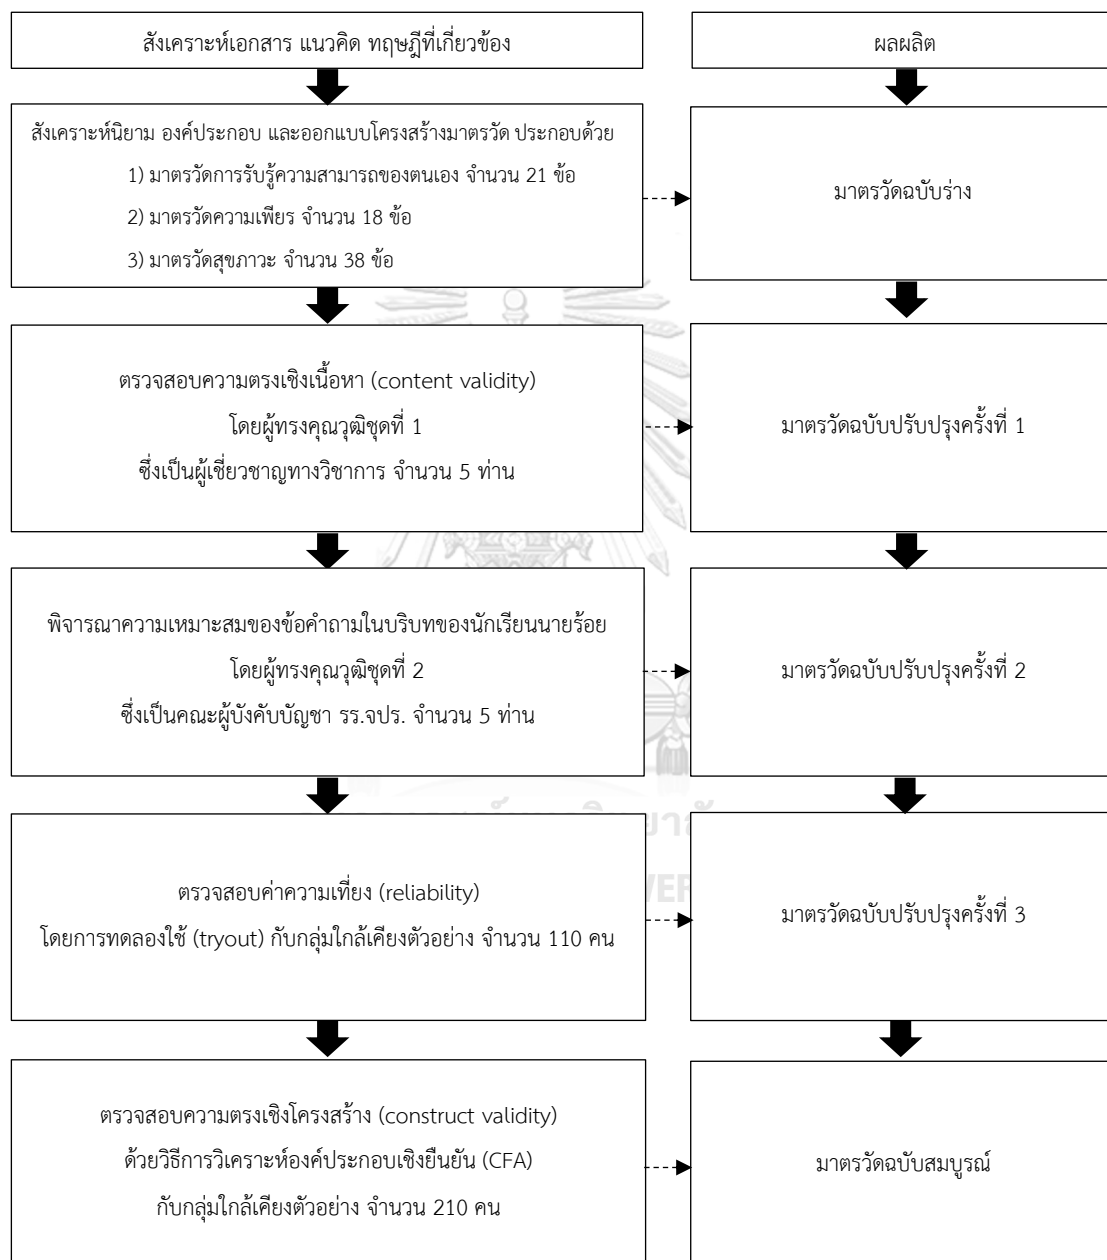 สังเคราะห์เอกสาร แนวคิด ทฤษฎีที่เกี่ยวข้อง
ผลผลิต
สังเคราะห์นิยาม องค์ประกอบ และออกแบบโครงสร้างมาตรวัด ประกอบด้วย
1) มาตรวัดการรับรู้ความสามารถของตนเอง จำนวน 21 ข้อ
2) มาตรวัดความเพียร จำนวน 18 ข้อ
3) มาตรวัดสุขภาวะ จำนวน 38 ข้อ
มาตรวัดฉบับร่าง
ตรวจสอบความตรงเชิงเนื้อหา (content validity)
โดยผู้ทรงคุณวุฒิชุดที่ 1
ซึ่งเป็นผู้เชี่ยวชาญทางวิชาการ จำนวน 5 ท่าน
มาตรวัดฉบับปรับปรุงครั้งที่ 1
พิจารณาความเหมาะสมของข้อคำถามในบริบทของนักเรียนนายร้อย
โดยผู้ทรงคุณวุฒิชุดที่ 2
ซึ่งเป็นคณะผู้บังคับบัญชา รร.จปร. จำนวน 5 ท่าน
มาตรวัดฉบับปรับปรุงครั้งที่ 2
ตรวจสอบค่าความเที่ยง (reliability)
โดยการทดลองใช้ (tryout) กับกลุ่มใกล้เคียงตัวอย่าง จำนวน 110 คน
มาตรวัดฉบับปรับปรุงครั้งที่ 3
ตรวจสอบความตรงเชิงโครงสร้าง (construct validity)
ด้วยวิธีการวิเคราะห์องค์ประกอบเชิงยืนยัน (CFA)
กับกลุ่มใกล้เคียงตัวอย่าง จำนวน 210 คน
มาตรวัดฉบับสมบูรณ์